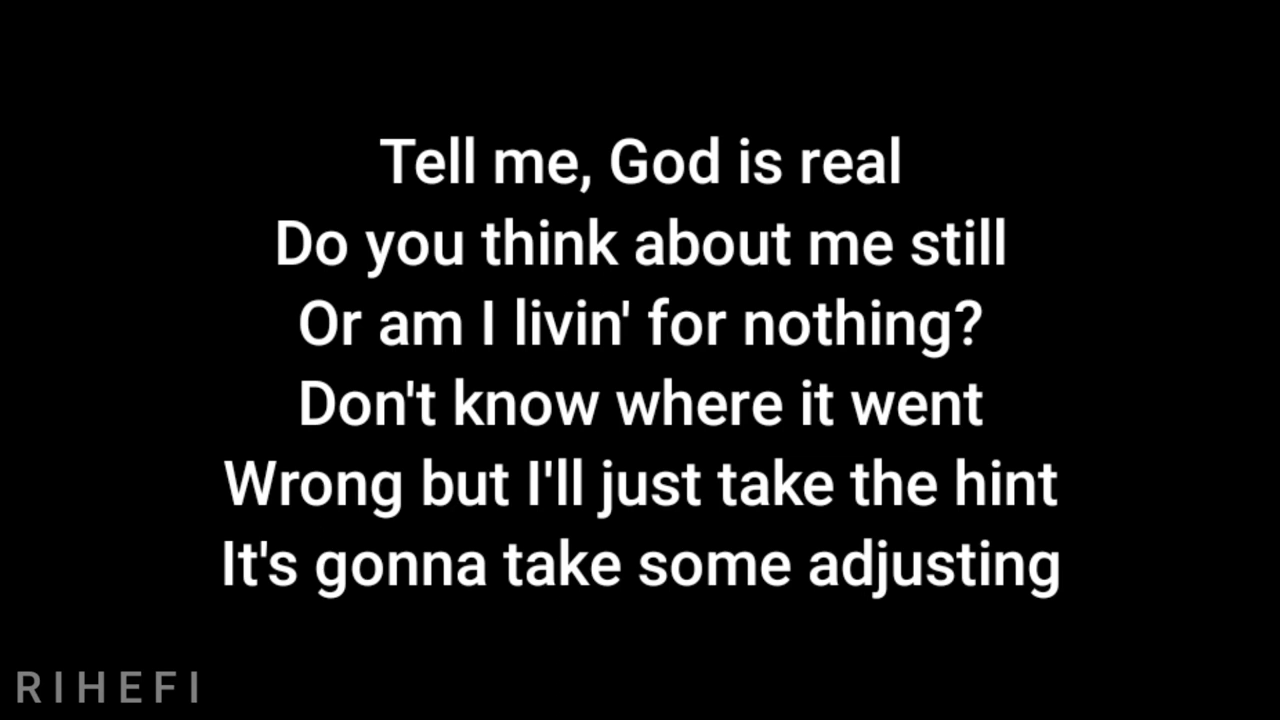 Tell me, God is real
Do you think about me still
Or am I livin' for nothing?
Don't know where it went
Wrong but I'll just take the hint
It's gonna take some adjusting
RIHEFI